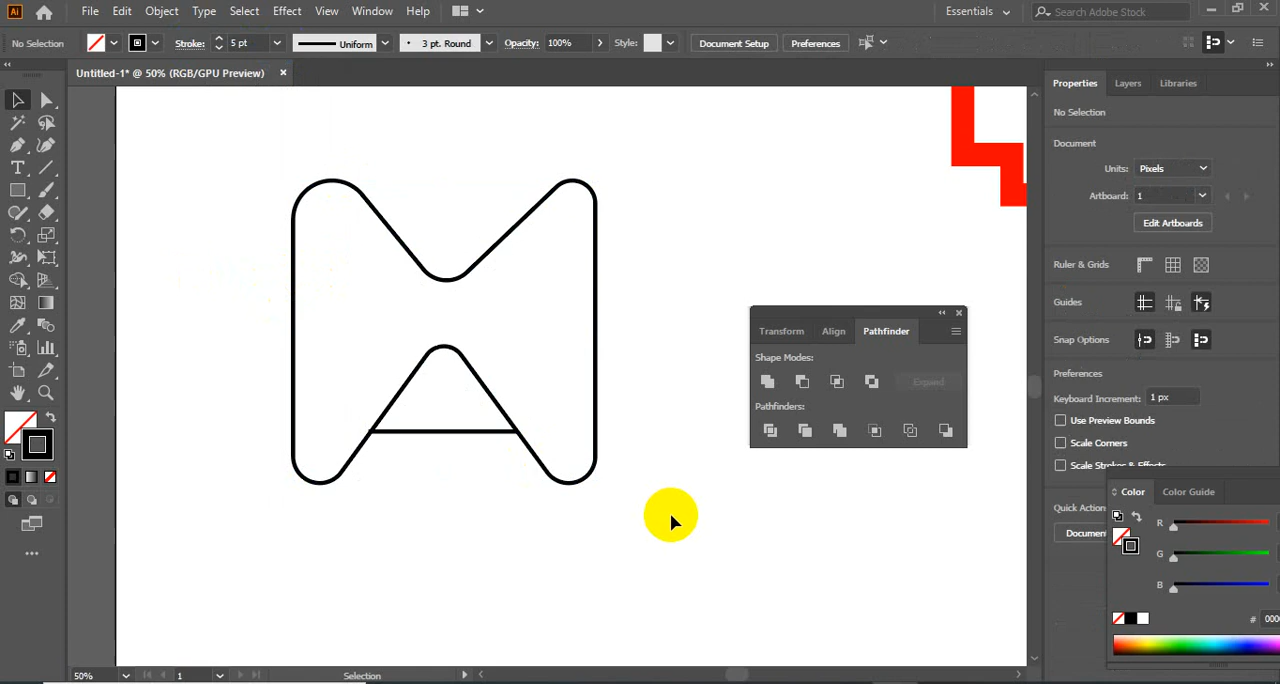 Ai File Edit Object Type Select Effect View Window Help Essentials Search Adobe Stock
No Selection Stroke: 5 pt Uniform 3 pt. Round Opacity: 100% Style: Document Setup Preferences
Untitled-1* @ 50% (RGB/GPU Preview)
Properties Layers Libraries
No Selection
Document
Units: Pixels
Artboard: 1
Edit Artboards
Ruler & Grids
Guides
Snap Options
Preferences
Keyboard Increment: 1 px
Use Preview Bounds
Scale Corners
Scale Strokes & Effects
Quick Action
Document
Transform Align Pathfinder
Shape Modes:
Expand
Pathfinders:
Color Color Guide
R
G
B
# 000
50% 1 Selection